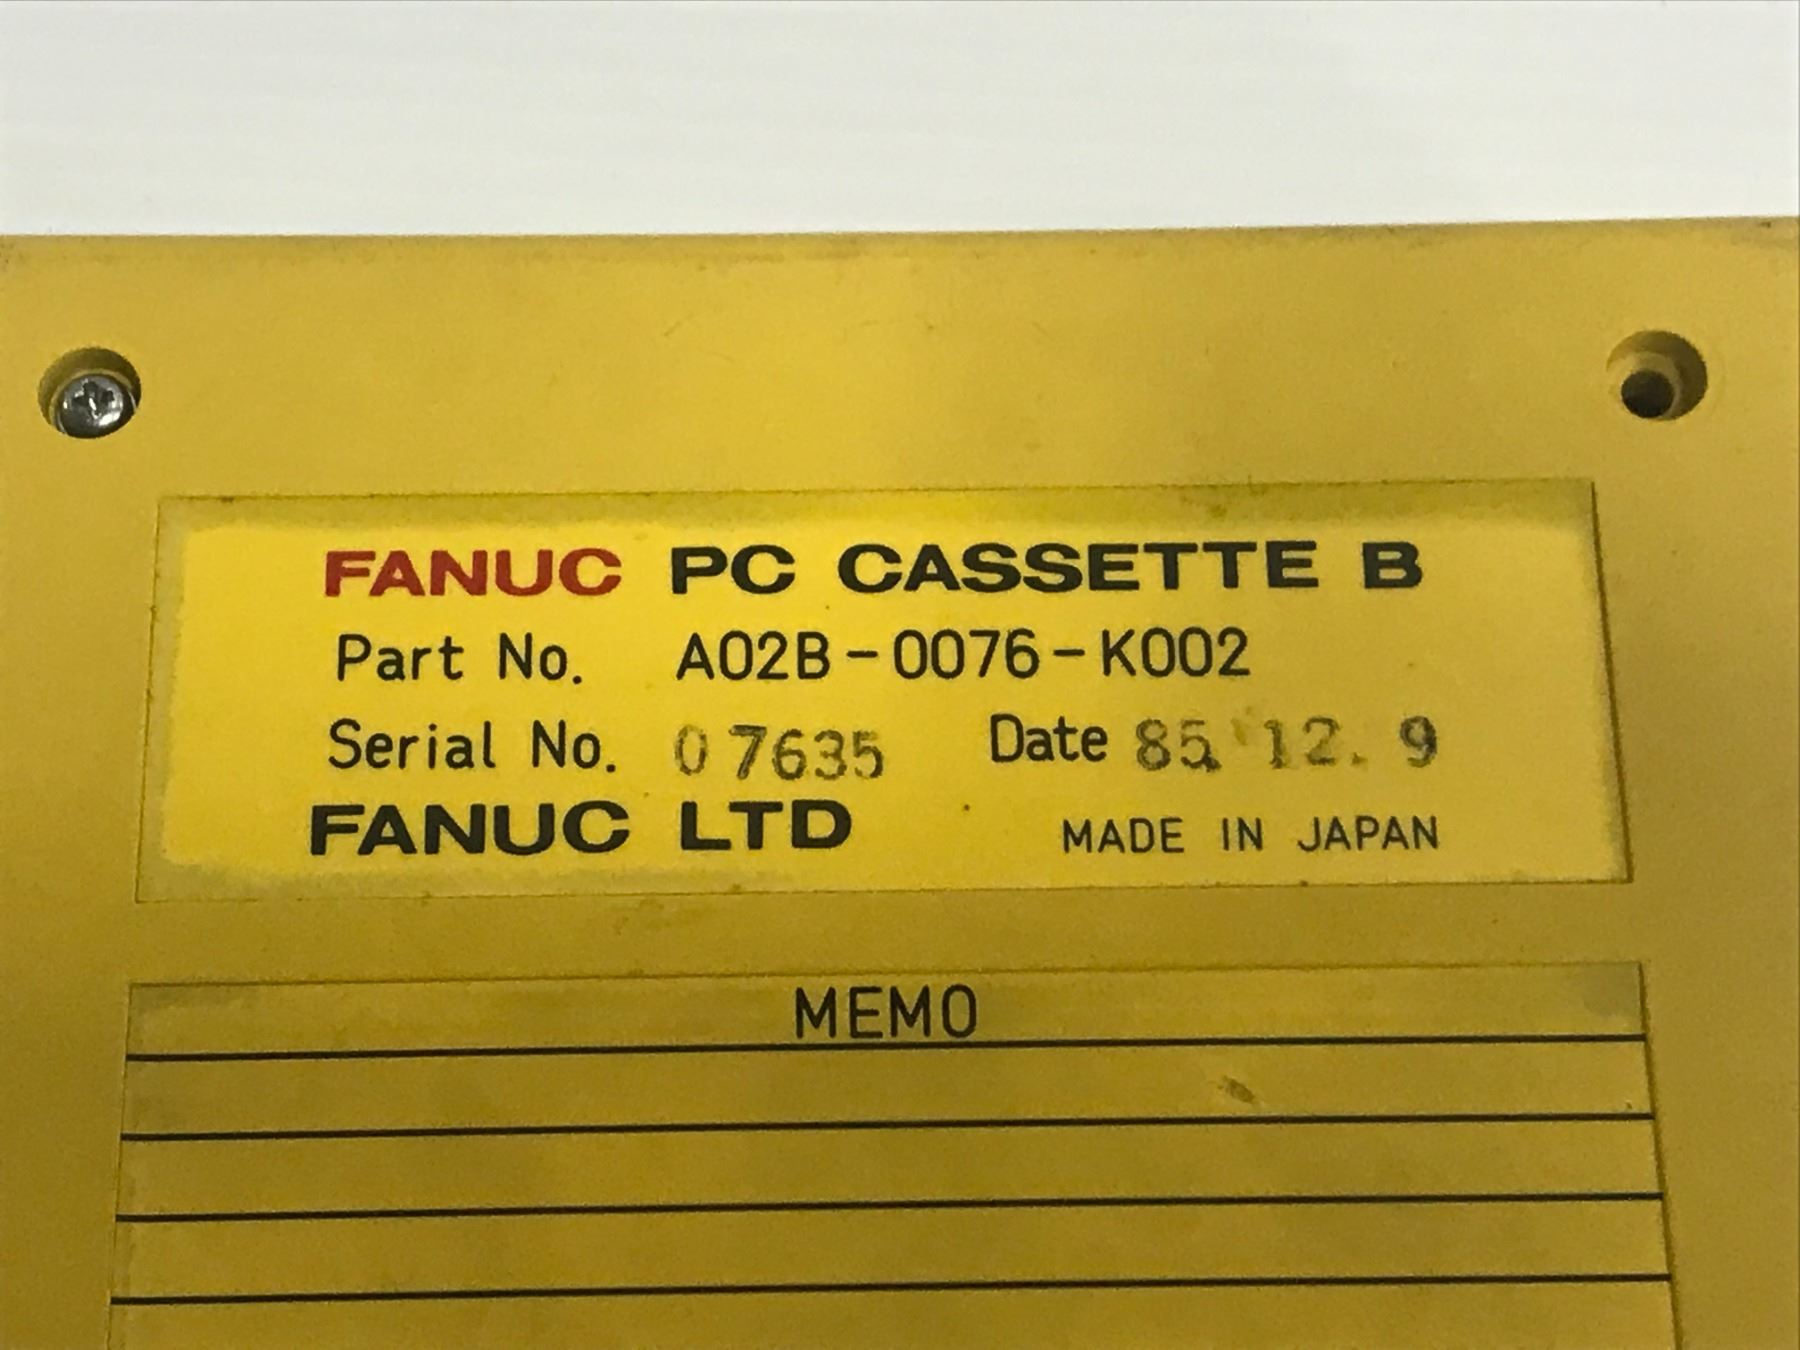 FANUC PC CASSETTE B
Part No. A02B-0076-K002
Serial No. 07635 Date 85. 12. 9
FANUC LTD MADE IN JAPAN
MEMO